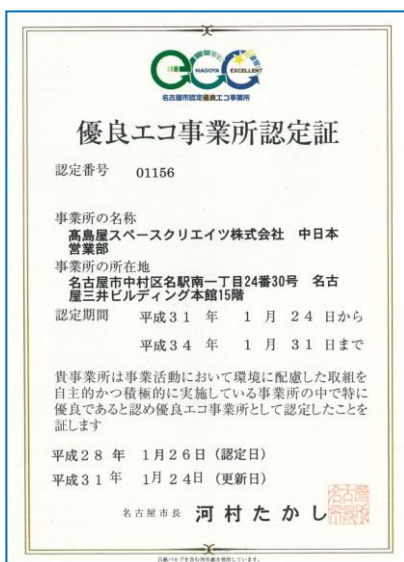 NAGOYA EXCELLENT
名古屋市認定優良エコ事業所
優良エコ事業所認定証
認定番号 01156
事業所の名称
髙島屋スペースクリエイツ株式会社 中日本
営業部
事業所の所在地
名古屋市中村区名駅南一丁目24番30号 名古
屋三井ビルディング本館15階
認定期間 平成31年 1月24日から
平成34年 1月31日まで
貴事業所は事業活動において環境に配慮した取組を
自主的かつ積極的に実施している事業所の中で特に
優良であると認め優良エコ事業所として認定したことを
証します
平成28年 1月26日(認定日)
平成31年 1月24日(更新日)
名古屋市長 河村たかし